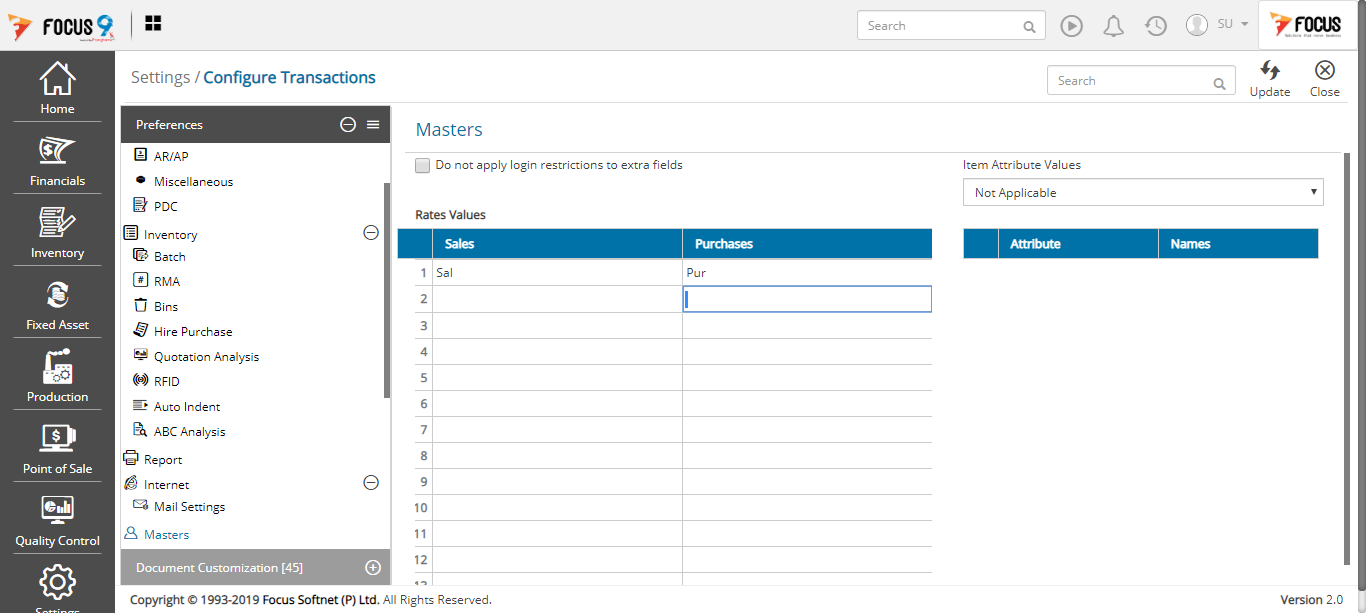 FOCUS 9
Search
SU
FOCUS
Settings / Configure Transactions
Search
Update
Close
Home
Financials
Inventory
Fixed Asset
Production
Point of Sale
Quality Control
Settings
Preferences
AR/AP
Miscellaneous
PDC
Inventory
Batch
RMA
Bins
Hire Purchase
Quotation Analysis
RFID
Auto Indent
ABC Analysis
Report
Internet
Mail Settings
Masters
Document Customization [45]
Masters
Do not apply login restrictions to extra fields
Item Attribute Values
Not Applicable
Rates Values
Sales Purchases
Attribute Names
1 Sal Pur
2
3
4
5
6
7
8
9
10
11
12
Copyright © 1993-2019 Focus Softnet (P) Ltd. All Rights Reserved.
Version 2.0